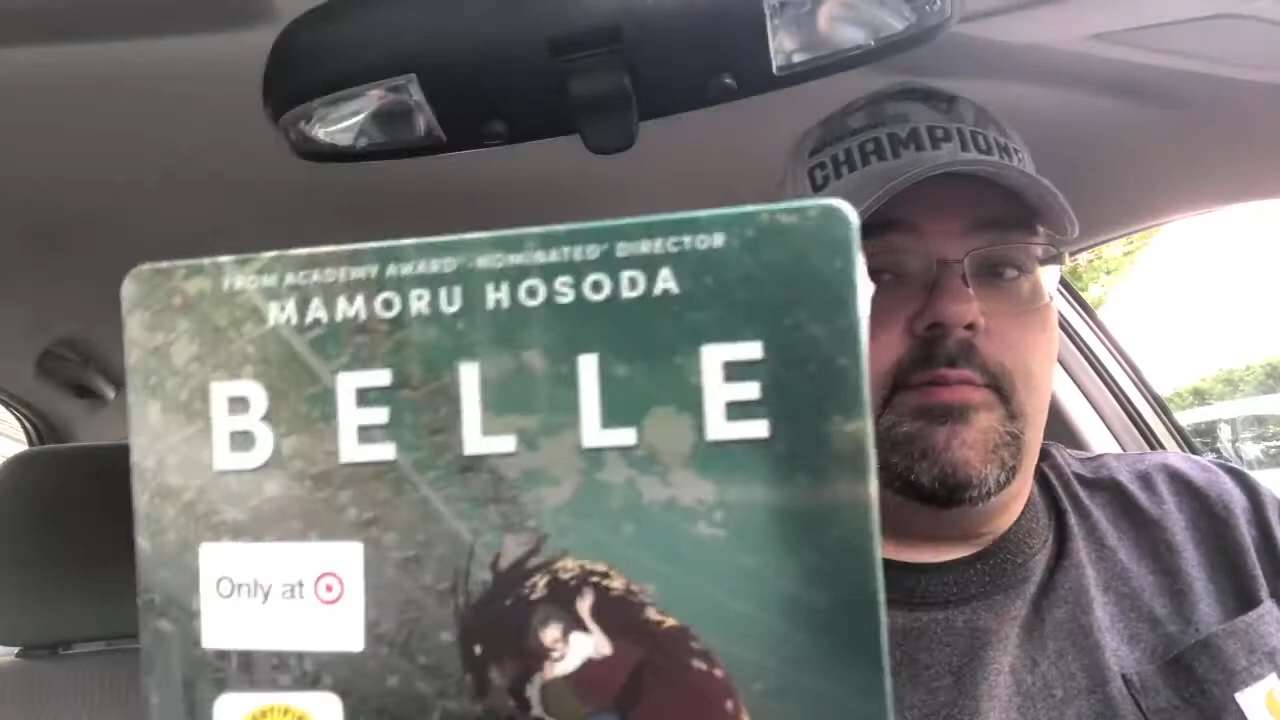 CHAMPIONS
FROM ACADEMY AWARD® NOMINATED® DIRECTOR
MAMORU HOSODA
BELLE
Only at